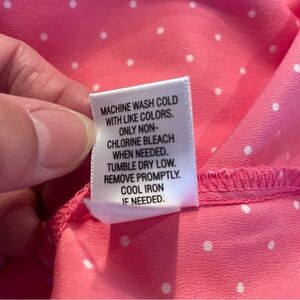 MACHINE WASH COLD
WITH LIKE COLORS.
ONLY NON-
CHLORINE BLEACH
WHEN NEEDED.
TUMBLE DRY LOW.
REMOVE PROMPTLY.
COOL IRON
IF NEEDED.